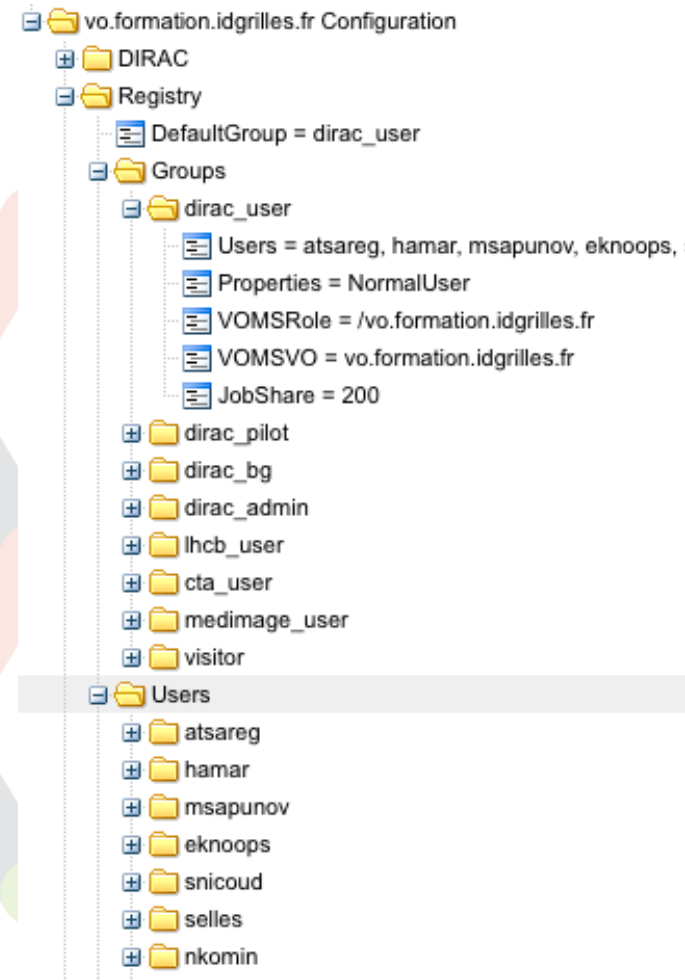 vo.formation.idgrilles.fr Configuration
DIRAC
Registry
DefaultGroup = dirac_user
Groups
dirac_user
Users = atsareg, hamar, msapunov, eknoops,
Properties = NormalUser
VOMSRole = /vo.formation.idgrilles.fr
VOMSVO = vo.formation.idgrilles.fr
JobShare = 200
dirac_pilot
dirac_bg
dirac_admin
lhcb_user
cta_user
medimage_user
visitor
Users
atsareg
hamar
msapunov
eknoops
snicoud
selles
nkomin